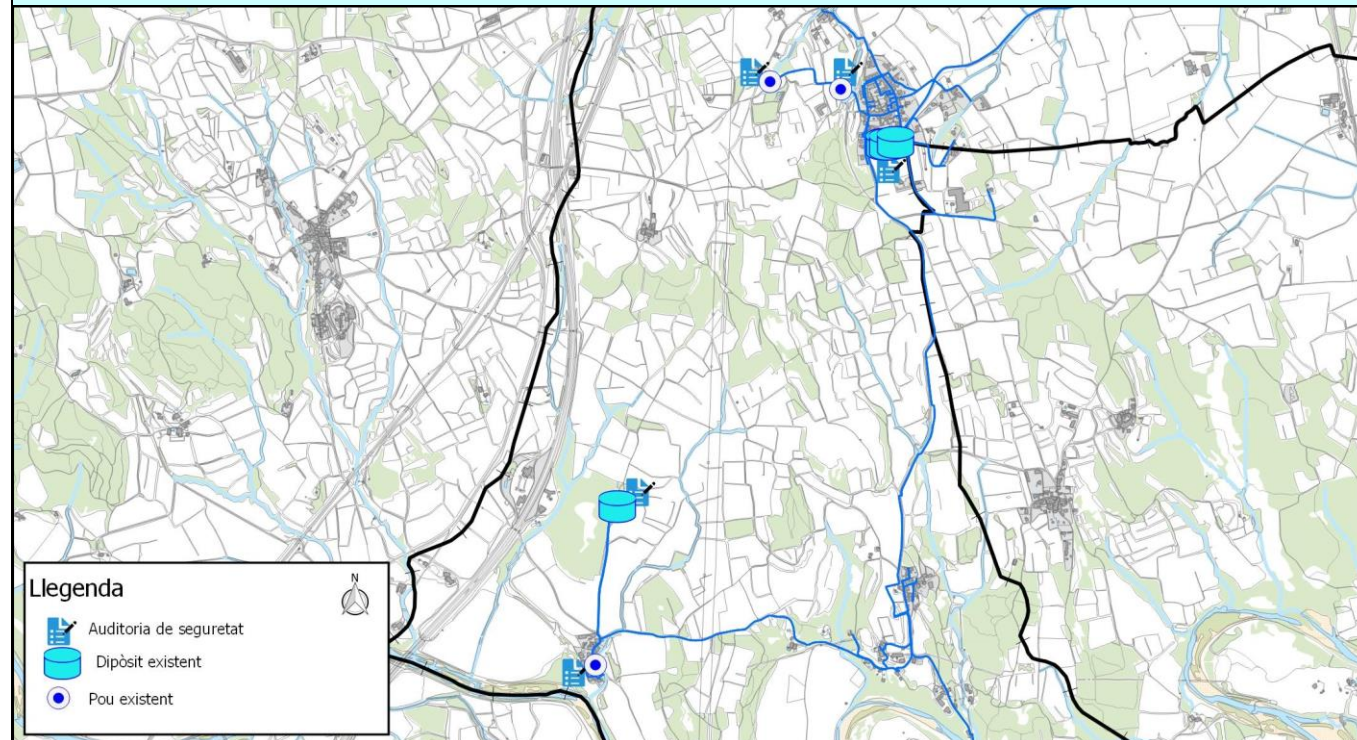 Llegenda
N
Auditoria de seguretat
Dipòsit existent
Pou existent